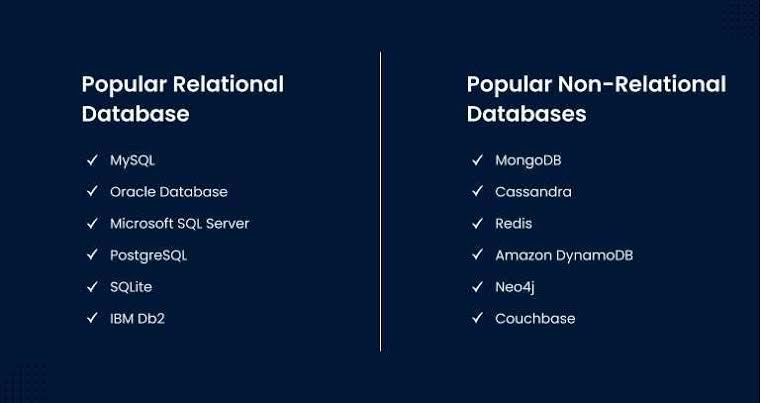 Popular Relational
Database
MySQL
Oracle Database
Microsoft SQL Server
PostgreSQL
SQLite
IBM Db2
Popular Non-Relational
Databases
MongoDB
Cassandra
Redis
Amazon DynamoDB
Neo4j
Couchbase